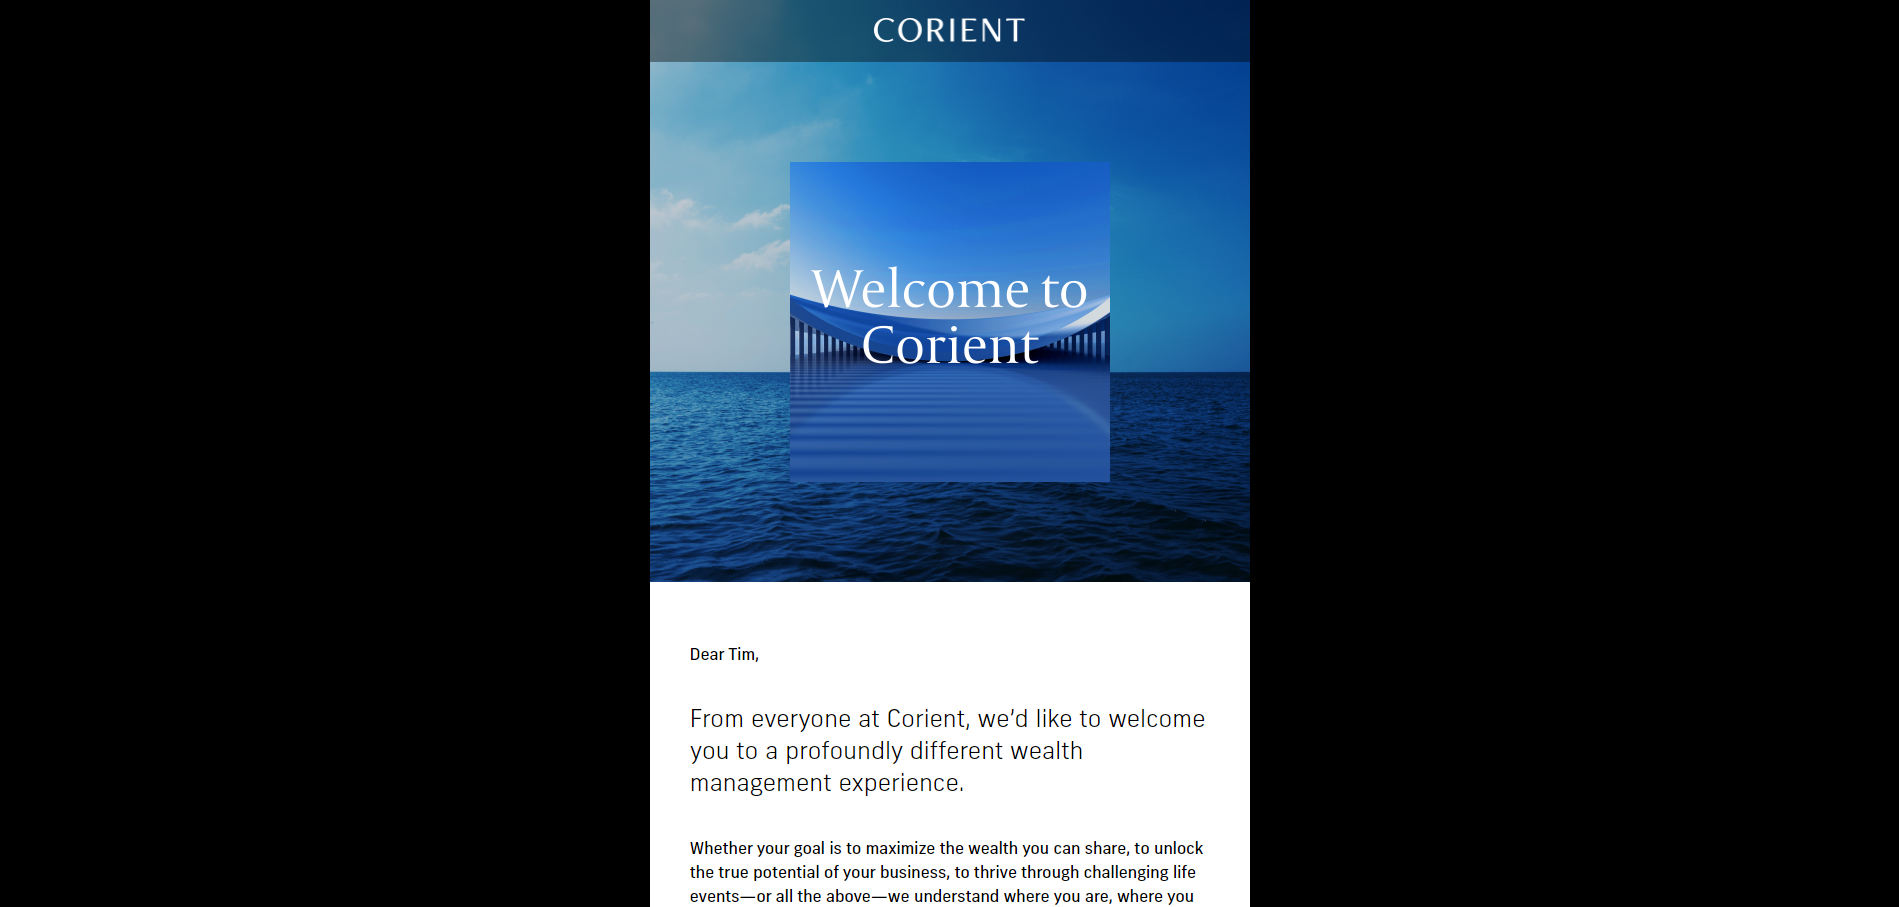 CORIENT
Welcome to
Corient
Dear Tim,
From everyone at Corient, we’d like to welcome
you to a profoundly different wealth
management experience.
Whether your goal is to maximize the wealth you can share, to unlock
the true potential of your business, to thrive through challenging life
events—or all the above—we understand where you are, where you